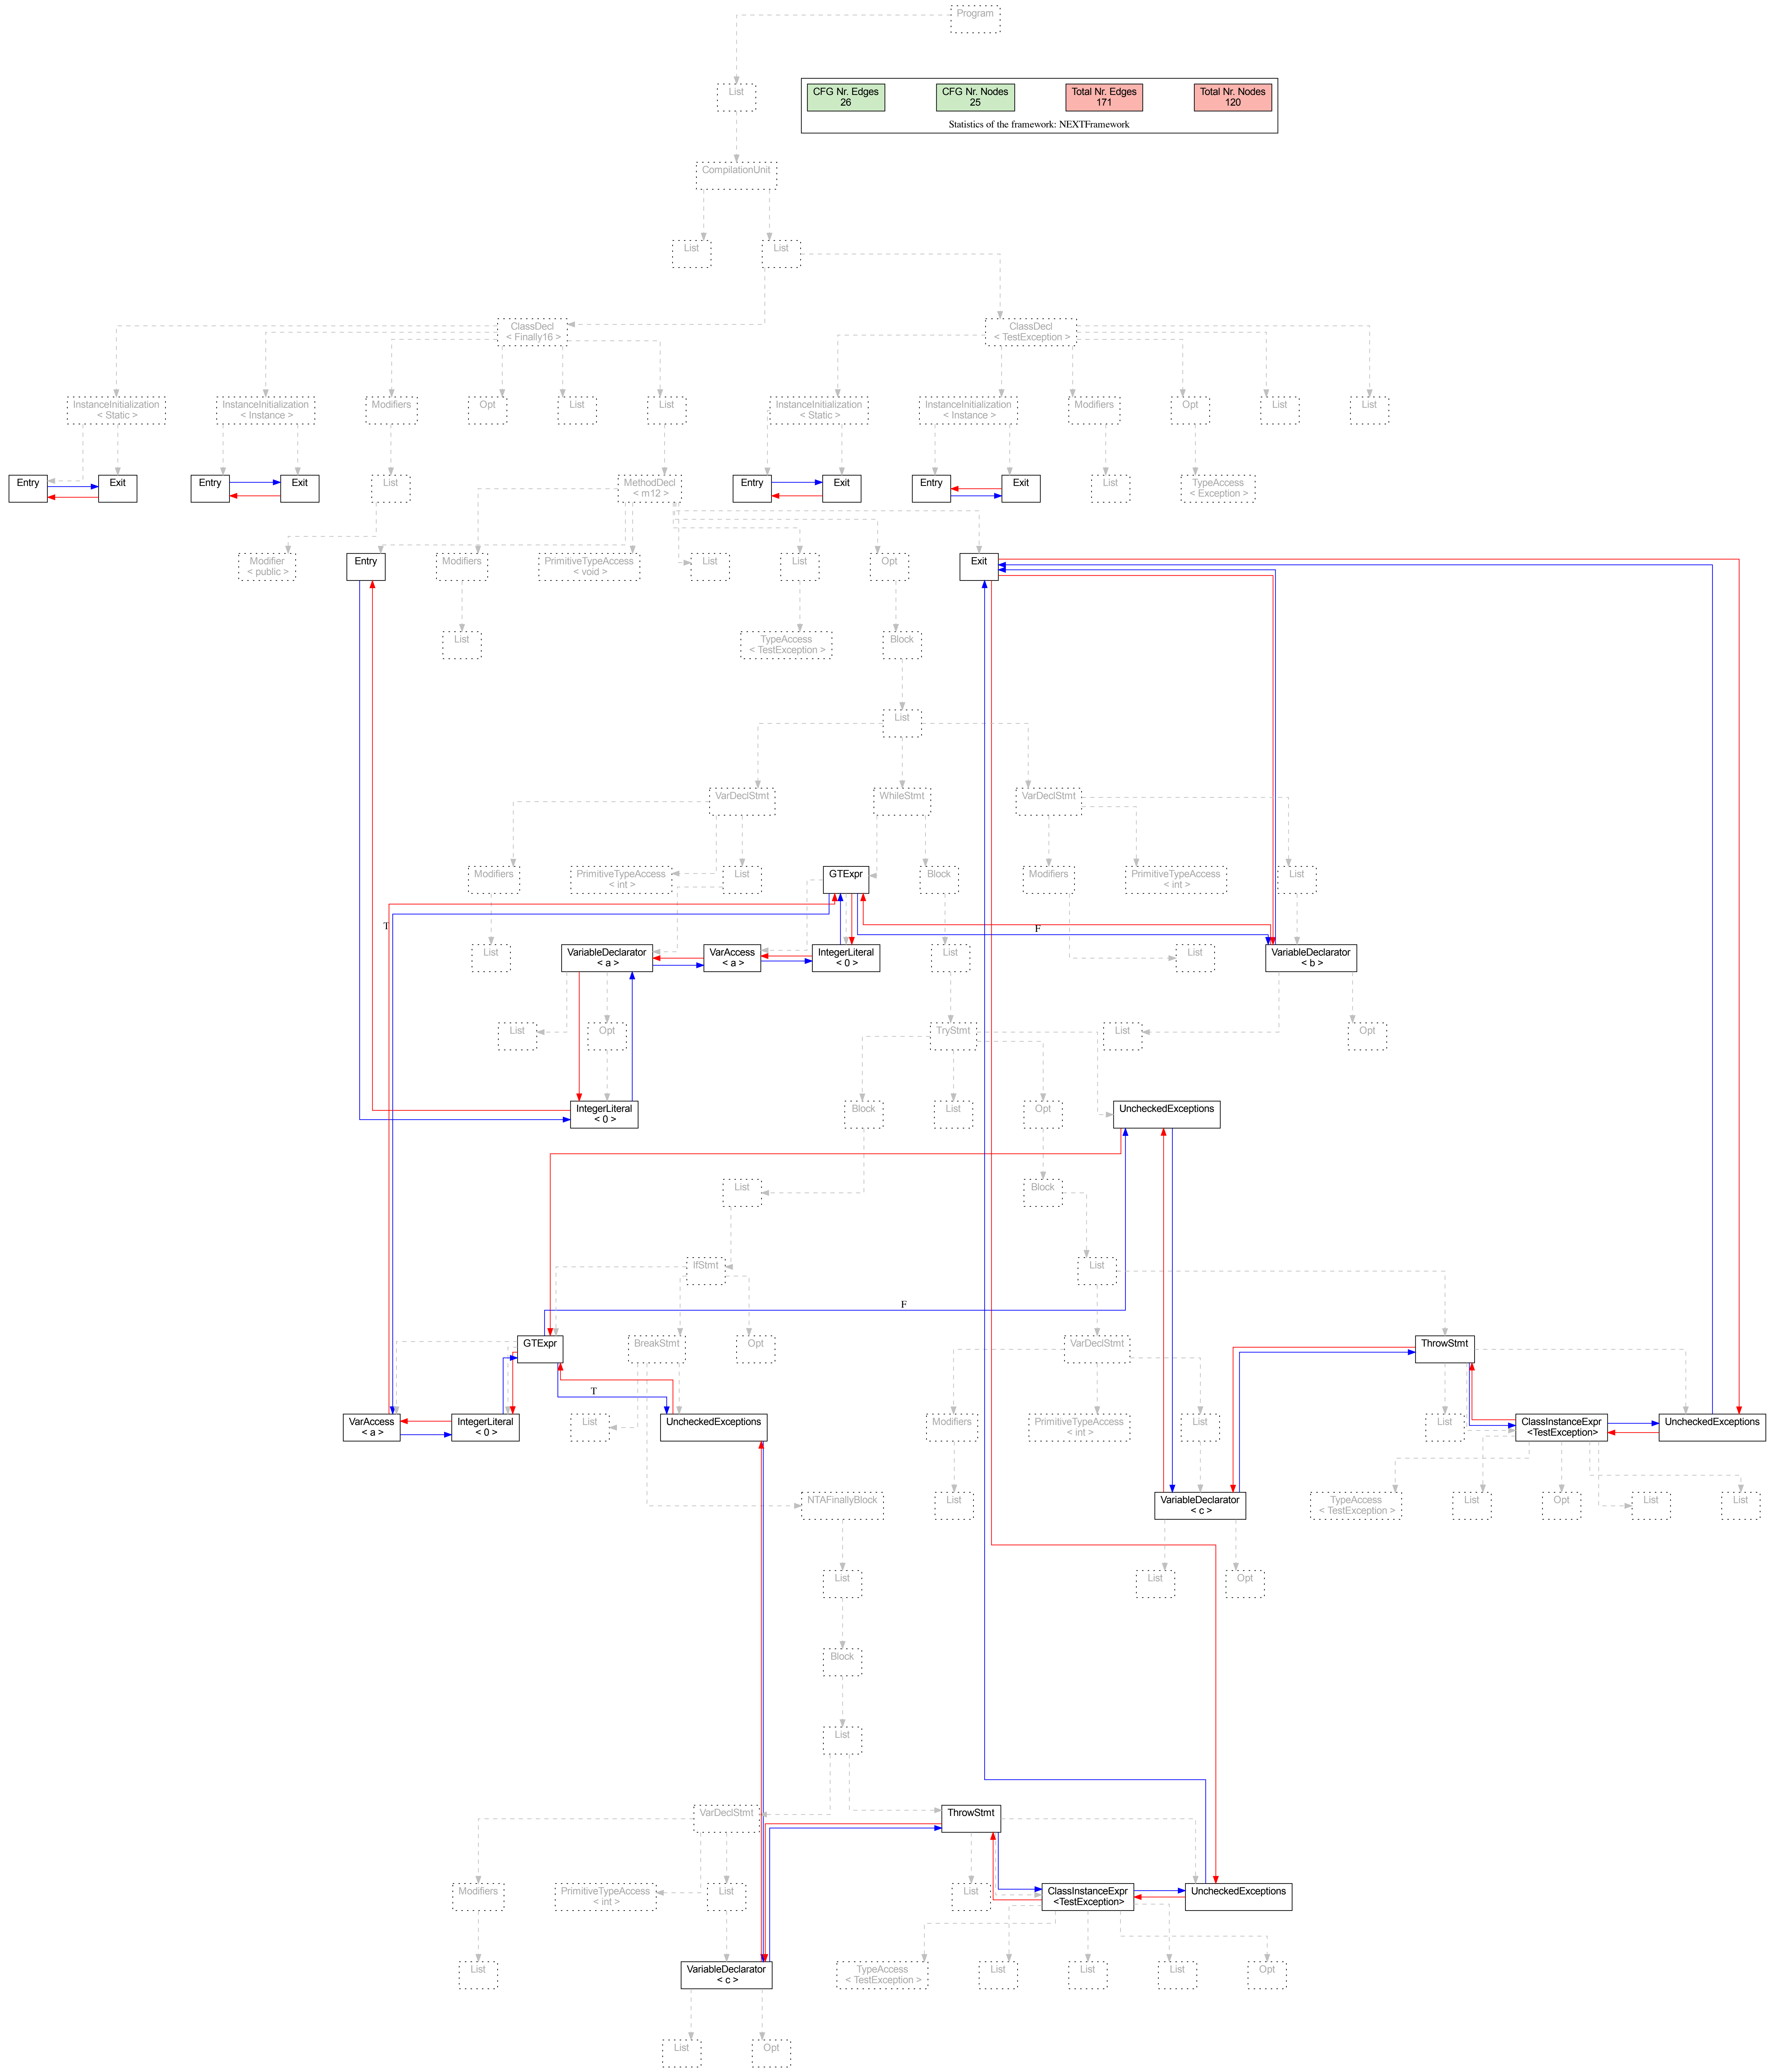 Program
List
CFG Nr. Edges
26
CFG Nr. Nodes
25
Total Nr. Edges
171
Total Nr. Nodes
120
Statistics of the framework: NEXTFramework
CompilationUnit
List
List
ClassDecl
< Finally16 >
ClassDecl
< TestException >
InstanceInitialization
< Static >
InstanceInitialization
< Instance >
Modifiers
Opt
List
List
InstanceInitialization
< Static >
InstanceInitialization
< Instance >
Modifiers
Opt
List
List
Entry
Exit
Entry
Exit
List
MethodDecl
< m12 >
Entry
Exit
Entry
Exit
List
TypeAccess
< Exception >
Modifier
< public >
Entry
Modifiers
PrimitiveTypeAccess
< void >
List
List
Opt
Exit
List
TypeAccess
< TestException >
Block
List
VarDeclStmt
WhileStmt
VarDeclStmt
Modifiers
PrimitiveTypeAccess
< int >
List
GTExpr
Block
Modifiers
PrimitiveTypeAccess
< int >
List
T
F
List
VariableDeclarator
< a >
VarAccess
< a >
IntegerLiteral
< 0 >
List
List
VariableDeclarator
< b >
List
Opt
TryStmt
List
Opt
IntegerLiteral
< 0 >
Block
List
Opt
UncheckedExceptions
List
Block
IfStmt
List
F
GTExpr
BreakStmt
Opt
VarDeclStmt
ThrowStmt
T
VarAccess
< a >
IntegerLiteral
< 0 >
List
UncheckedExceptions
Modifiers
PrimitiveTypeAccess
< int >
List
List
ClassInstanceExpr
<TestException>
UncheckedExceptions
NTAFinallyBlock
List
VariableDeclarator
< c >
TypeAccess
< TestException >
List
Opt
List
List
List
List
Opt
Block
List
VarDeclStmt
ThrowStmt
Modifiers
PrimitiveTypeAccess
< int >
List
List
ClassInstanceExpr
<TestException>
UncheckedExceptions
List
VariableDeclarator
< c >
TypeAccess
< TestException >
List
List
List
Opt
List
Opt